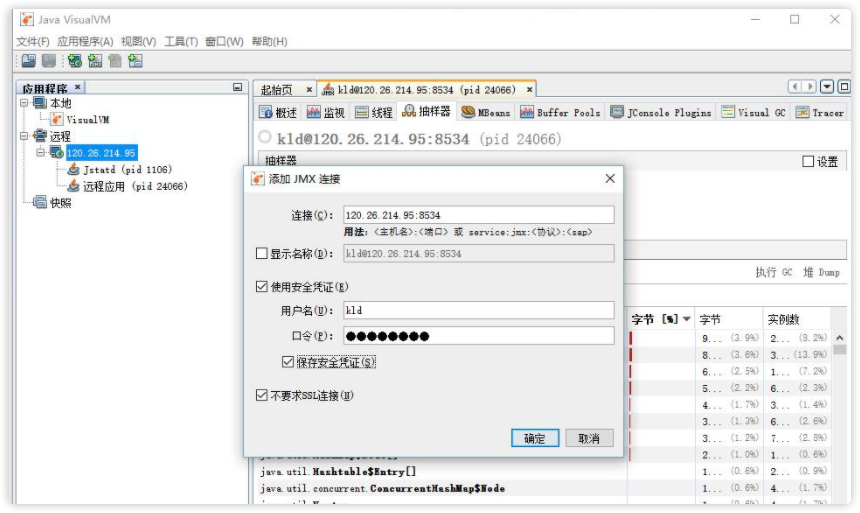 Java VisualVM
文件(F) 应用程序(A) 视图(V) 工具(T) 窗口(W) 帮助(H)
应用程序 ×
本地
VisualVM
远程
120.26.214.95
Jstatd (pid 1106)
远程应用 (pid 24066)
快照
起始页 × kld@120.26.214.95:8534 (pid 24066) ×
概述 监视 线程 抽样器 MBeans Buffer Pools JConsole Plugins Visual GC Tracer
kld@120.26.214.95:8534 (pid 24066)
抽样器 设置
添加 JMX 连接
连接(C): 120.26.214.95:8534
用法: <主机名>:<端口> 或 service:jmx:<协议>:<sap>
显示名称(D): kld@120.26.214.95:8534
使用安全凭证(E)
用户名(U): kld
口令(P): ●●●●●●●●
保存安全凭证(S)
不要求SSL连接(N)
确定 取消
执行 GC 堆 Dump
字节 [%] 字节 实例数
9... (3.9%) 2... (8.2%)
8... (3.6%) 3... (13.9%)
6... (2.5%) 1... (7.2%)
5... (2.2%) 6... (2.3%)
4... (1.7%) 3... (1.4%)
3... (1.3%) 6... (2.6%)
3... (1.2%) 7... (2.8%)
2... (1.0%) 1... (0.6%)
java.util.Hashtable$Entry[] 1... (0.6%) 2... (0.9%)
java.util.concurrent.ConcurrentHashMap$Node 1... (0.6%) 4... (1.7%)